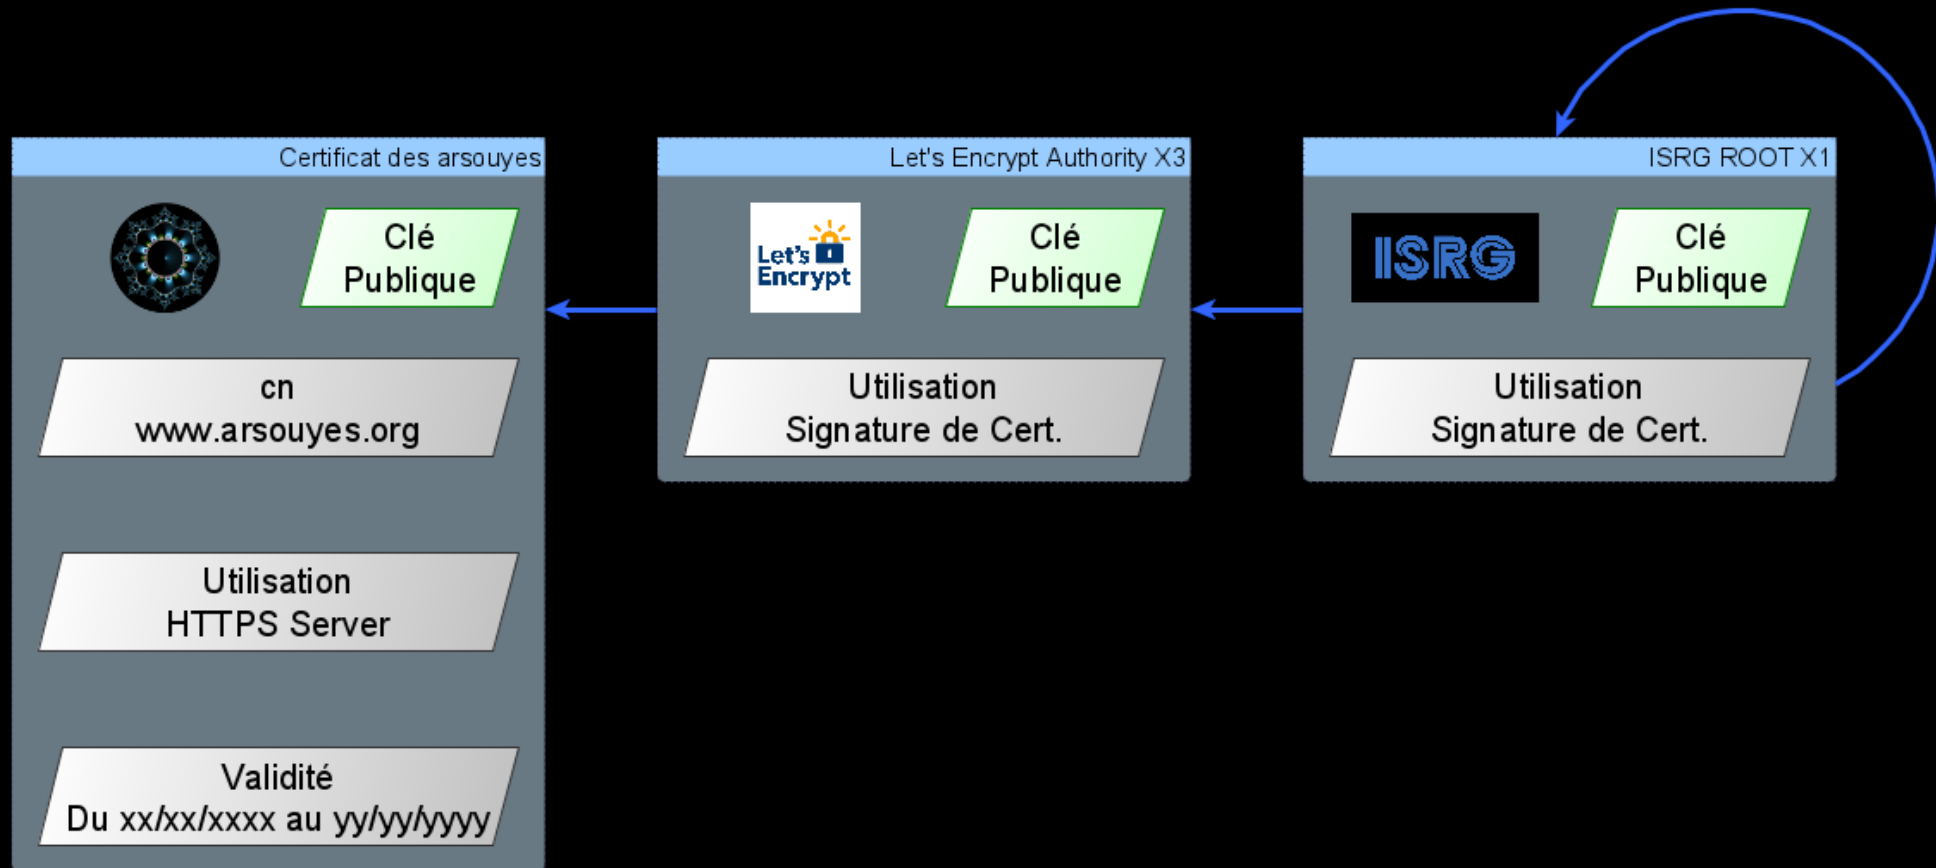 Certificat des arsouyes
Clé
Publique
cn
www.arsouyes.org
Utilisation
HTTPS Server
Validité
Du xx/xx/xxxx au yy/yy/yyyy
Let's Encrypt Authority X3
Let's
Encrypt
Clé
Publique
Utilisation
Signature de Cert.
ISRG ROOT X1
ISRG
Clé
Publique
Utilisation
Signature de Cert.